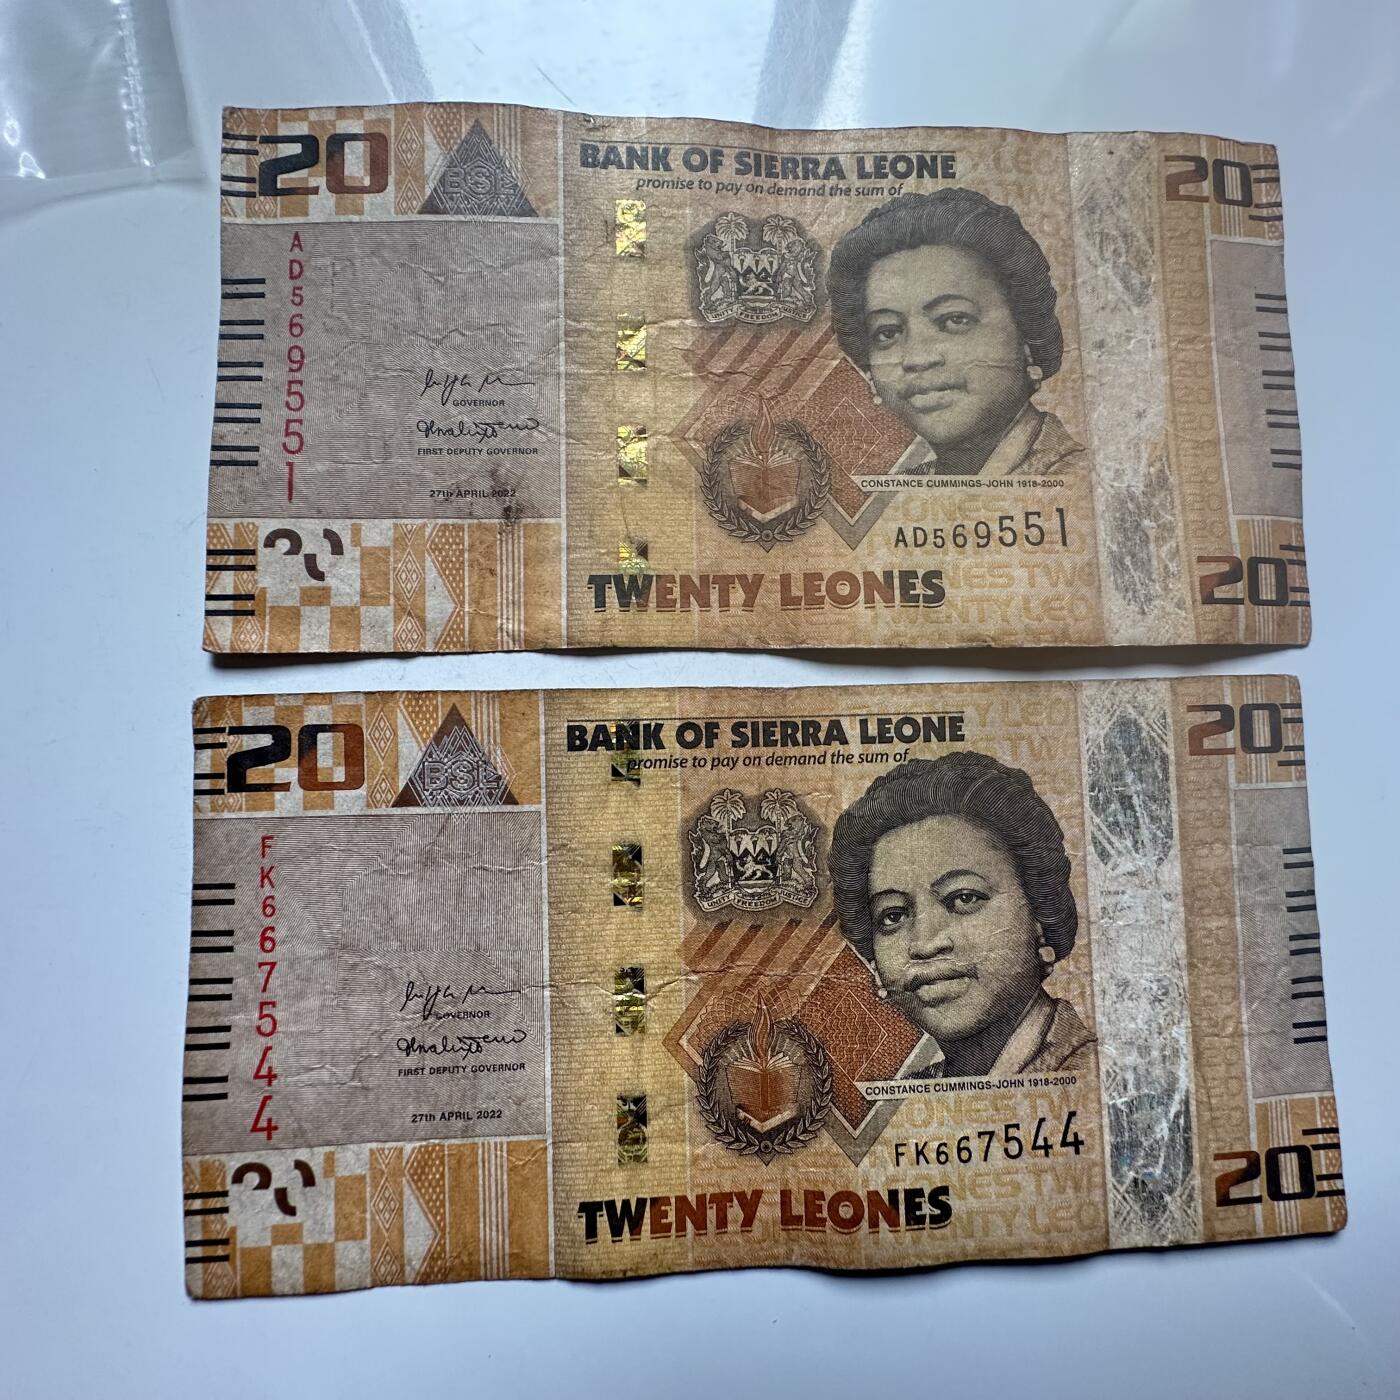 20
BSL
BANK OF SIERRA LEONE
promise to pay on demand the sum of
20
AD569551
UNITY FREEDOM JUSTICE
GOVERNOR
FIRST DEPUTY GOVERNOR
27th APRIL 2022
CONSTANCE CUMMINGS-JOHN 1918-2000
AD569551
TWENTY LEONES
20
20
BSL
BANK OF SIERRA LEONE
promise to pay on demand the sum of
20
FK667544
UNITY FREEDOM JUSTICE
GOVERNOR
FIRST DEPUTY GOVERNOR
27th APRIL 2022
CONSTANCE CUMMINGS-JOHN 1918-2000
FK667544
TWENTY LEONES
20